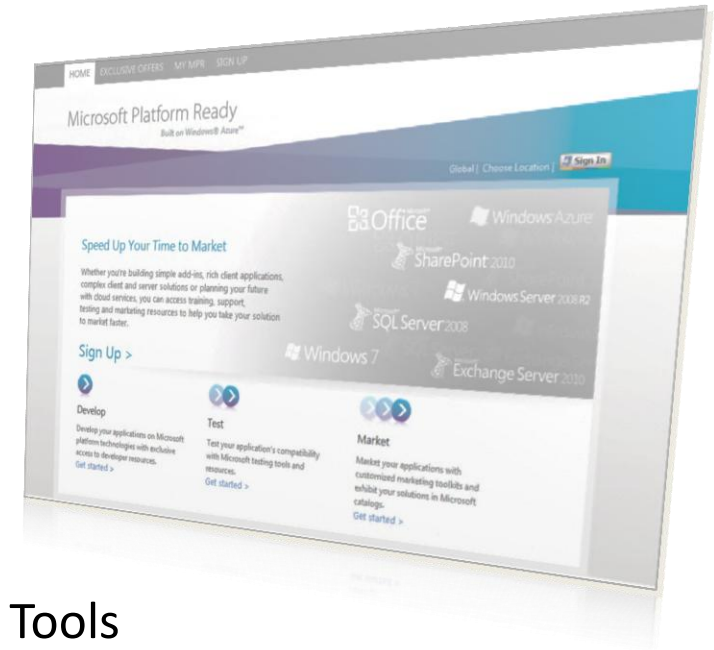 HOME EXCLUSIVE OFFERS MY MPR SIGN UP
Microsoft Platform Ready
Built on Windows® Azure™
Global | Choose Location | Sign In
Office
Windows Azure
SharePoint 2010
Windows Server 2008 R2
SQL Server 2008
Windows 7
Exchange Server 2010
Speed Up Your Time to Market
Whether you're building simple add-ins, rich client applications,
complex client and server solutions or planning your future
with cloud services, you can access training, support,
testing and marketing resources to help you take your solution
to market faster.
Sign Up >
Develop
Develop your applications on Microsoft
platform technologies with exclusive
access to developer resources.
Get started >
Test
Test your application's compatibility
with Microsoft testing tools and
resources.
Get started >
Market
Market your applications with
customized marketing toolkits and
exhibit your solutions in Microsoft
catalogs.
Get started >
Tools